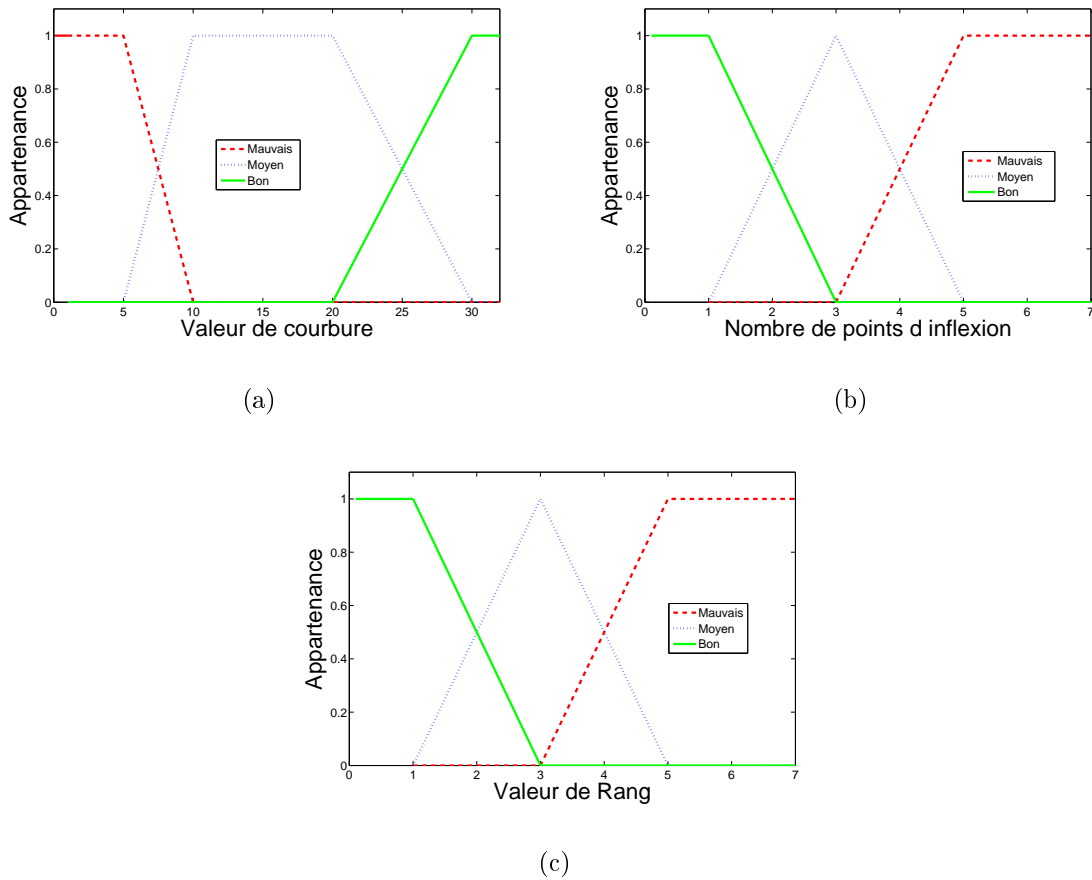 1
0.8
0.6
0.4
0.2
0
Appartenance
Mauvais
Moyen
Bon
0 5 10 15 20 25 30
Valeur de courbure
(a)
1
0.8
0.6
0.4
0.2
0
Appartenance
Mauvais
Moyen
Bon
0 1 2 3 4 5 6 7
Nombre de points d inflexion
(b)
1
0.8
0.6
0.4
0.2
0
Appartenance
Mauvais
Moyen
Bon
0 1 2 3 4 5 6 7
Valeur de Rang
(c)